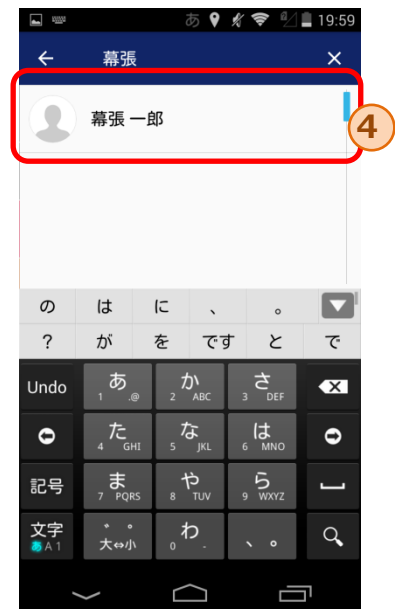 あ 19:59
幕張
幕張 一郎
4
の は に 、 。
? が を です と で
Undo あ 1 .@ か 2 ABC さ 3 DEF
た 4 GHI な 5 JKL は 6 MNO
記号 ま 7 PQRS や 8 TUV ら 9 WXYZ
文字 あA1 ゛゜ 大⇔小 わ 0 - 、。